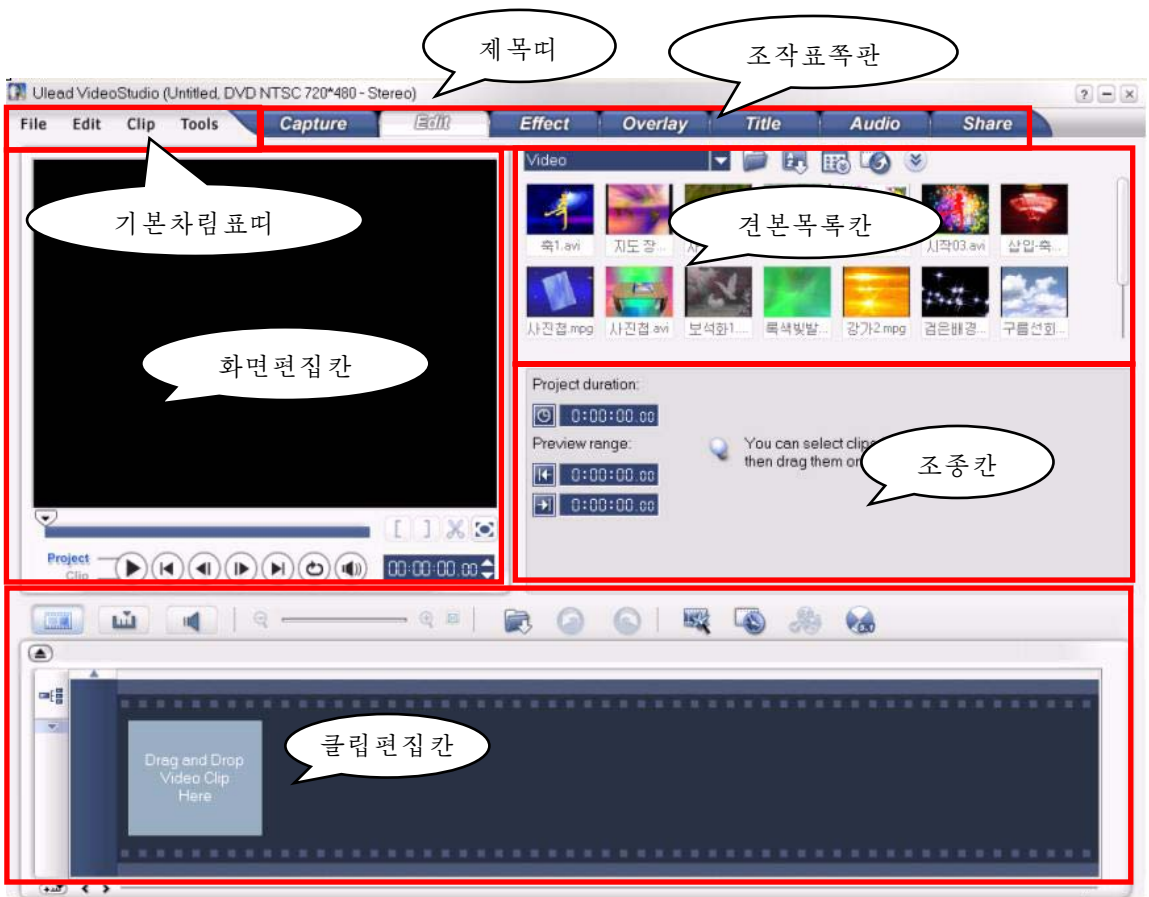 제목띠
조작표쪽판
Ulead VideoStudio (Untitled, DVD NTSC 720*480 - Stereo)
File Edit Clip Tools Capture Edit Effect Overlay Title Audio Share
Video
기본차림표띠
견본목록칸
축1.avi 지도 장... 시작03.avi 삽입-축...
사진첩.mpg 사진첩.avi 보석화1.... 록색빛발... 강가2.mpg 검은배경... 구름선회...
화면편집칸
Project duration:
0:00:00.00
Preview range:
0:00:00.00
0:00:00.00
You can select clips
then drag them
조종칸
Project
Clip
00:00:00.00
클립편집칸
Drag and Drop
Video Clip
Here
5.1